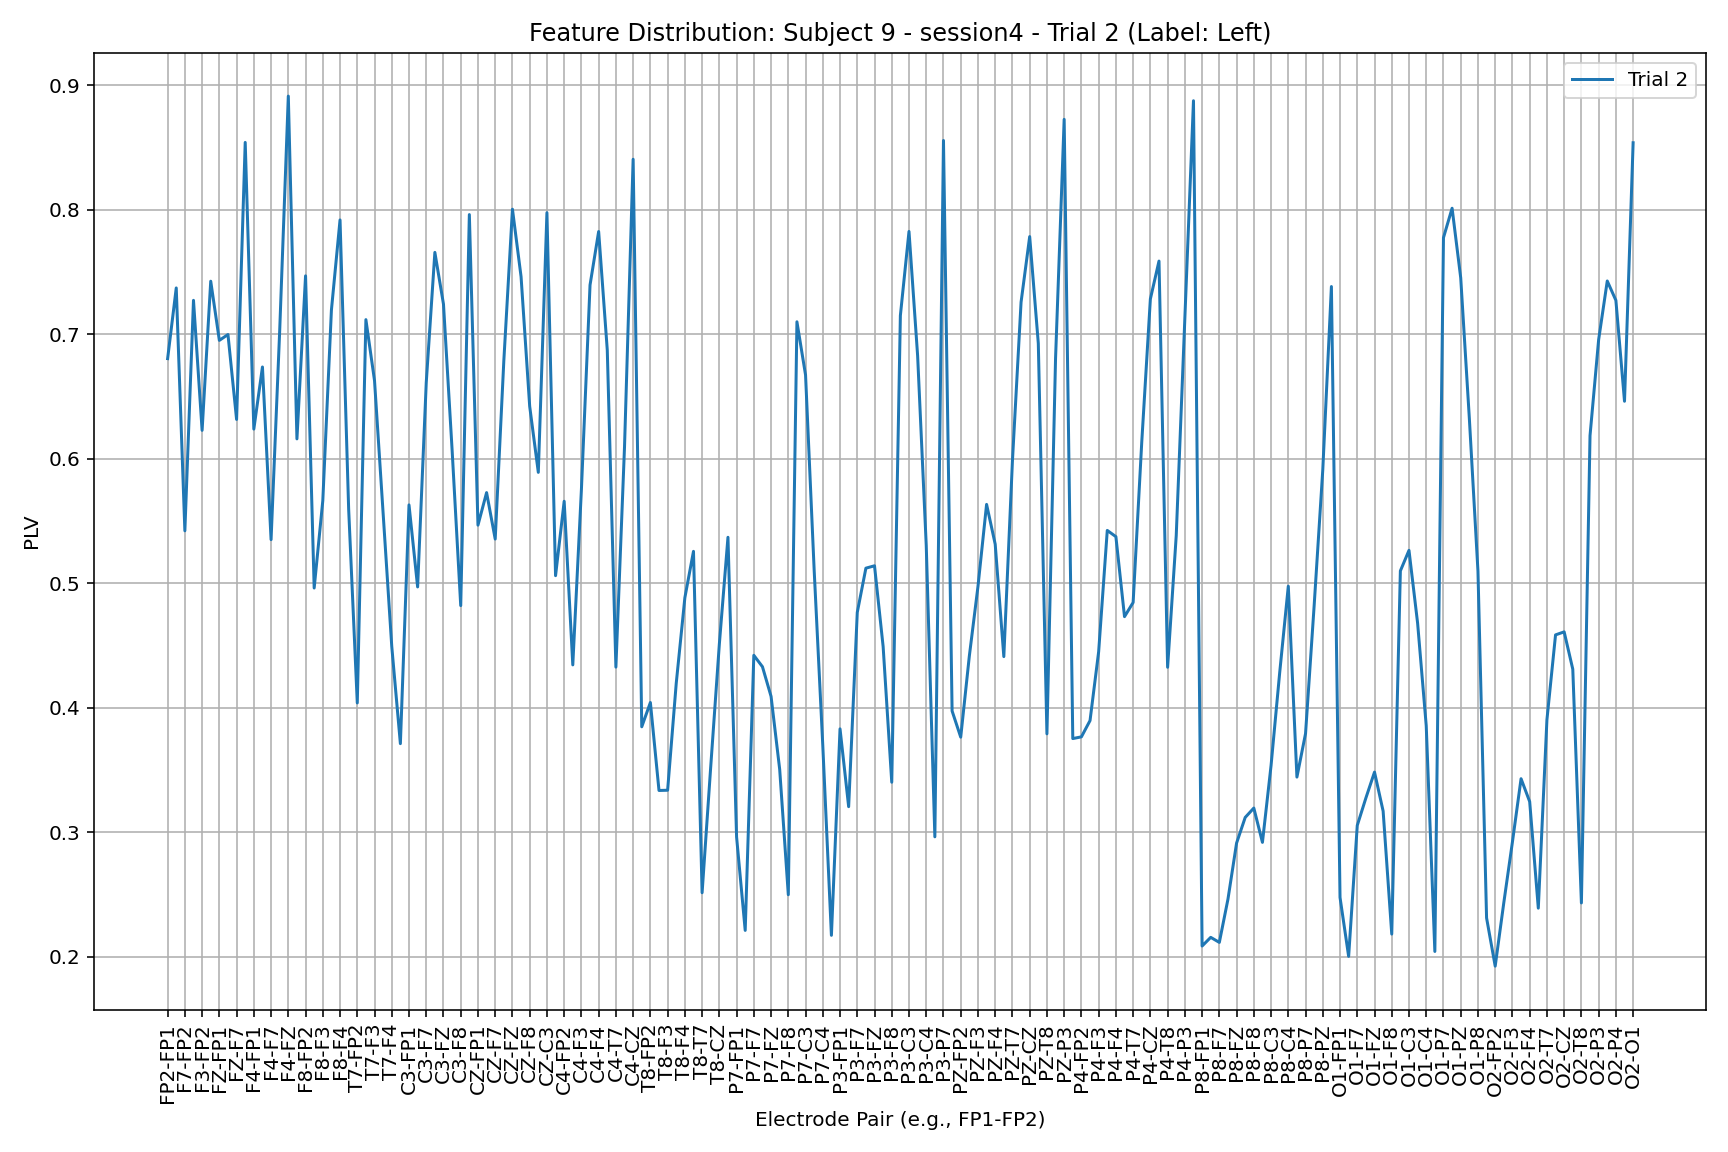 Feature Distribution: Subject 9 - session4 - Trial 2 (Label: Left)
Trial 2
PLV
0.9
0.8
0.7
0.6
0.5
0.4
0.3
0.2
FP2-FP1
F7-FP2
F3-FP2
FZ-FP1
FZ-F7
F4-FP1
F4-F7
F4-FZ
F8-FP2
F8-F3
F8-F4
T7-FP2
T7-F3
T7-F4
C3-FP1
C3-F7
C3-FZ
C3-F8
CZ-FP1
CZ-F7
CZ-FZ
CZ-F8
CZ-C3
C4-FP2
C4-F3
C4-F4
C4-T7
C4-CZ
T8-FP2
T8-F3
T8-F4
T8-T7
T8-CZ
P7-FP1
P7-F7
P7-FZ
P7-F8
P7-C3
P7-C4
P3-FP1
P3-F7
P3-FZ
P3-F8
P3-C3
P3-C4
P3-P7
PZ-FP2
PZ-F3
PZ-F4
PZ-T7
PZ-CZ
PZ-T8
PZ-P3
P4-FP2
P4-F3
P4-F4
P4-T7
P4-CZ
P4-T8
P4-P3
P8-FP1
P8-F7
P8-FZ
P8-F8
P8-C3
P8-C4
P8-P7
P8-PZ
O1-FP1
O1-F7
O1-FZ
O1-F8
O1-C3
O1-C4
O1-P7
O1-PZ
O1-P8
O2-FP2
O2-F3
O2-F4
O2-T7
O2-CZ
O2-T8
O2-P3
O2-P4
O2-O1
Electrode Pair (e.g., FP1-FP2)